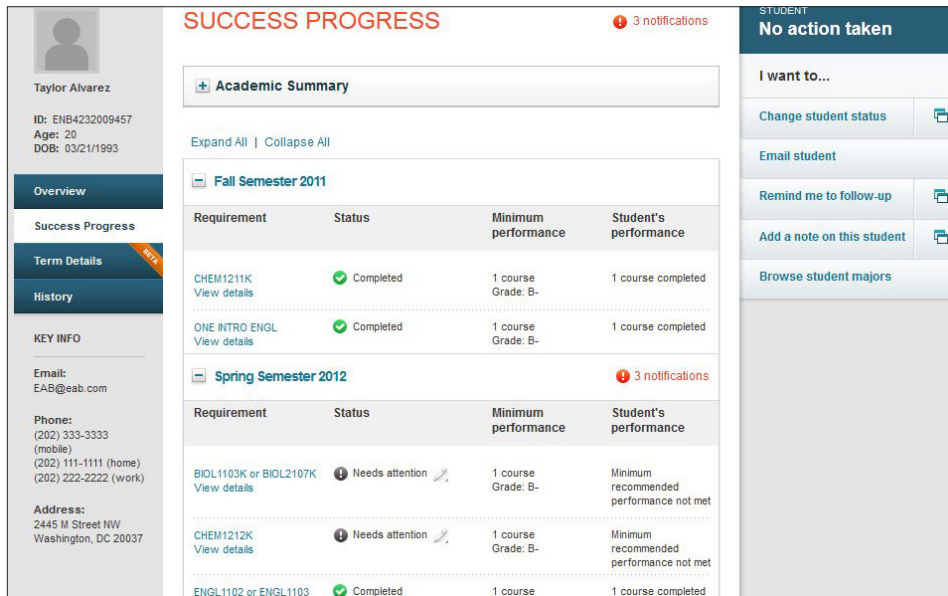 SUCCESS PROGRESS
3 notifications
Taylor Alvarez
ID: ENB4232009457
Age: 20
DOB: 03/21/1993
Overview
Success Progress
Term Details
BETA
History
KEY INFO
Email:
EAB@eab.com
Phone:
(202) 333-3333
(mobile)
(202) 111-1111 (home)
(202) 222-2222 (work)
Address:
2445 M Street NW
Washington, DC 20037
Academic Summary
Expand All | Collapse All
Fall Semester 2011
Requirement Status Minimum performance Student's performance
CHEM1211K Completed 1 course 1 course completed
View details Grade: B-
ONE INTRO ENGL Completed 1 course 1 course completed
View details Grade: B-
Spring Semester 2012 3 notifications
Requirement Status Minimum performance Student's performance
BIOL1103K or BIOL2107K Needs attention 1 course Minimum
View details Grade: B- recommended
performance not met
CHEM1212K Needs attention 1 course Minimum
View details Grade: B- recommended
performance not met
ENGL1102 or ENGL1103 Completed 1 course 1 course completed
STUDENT
No action taken
I want to...
Change student status
Email student
Remind me to follow-up
Add a note on this student
Browse student majors